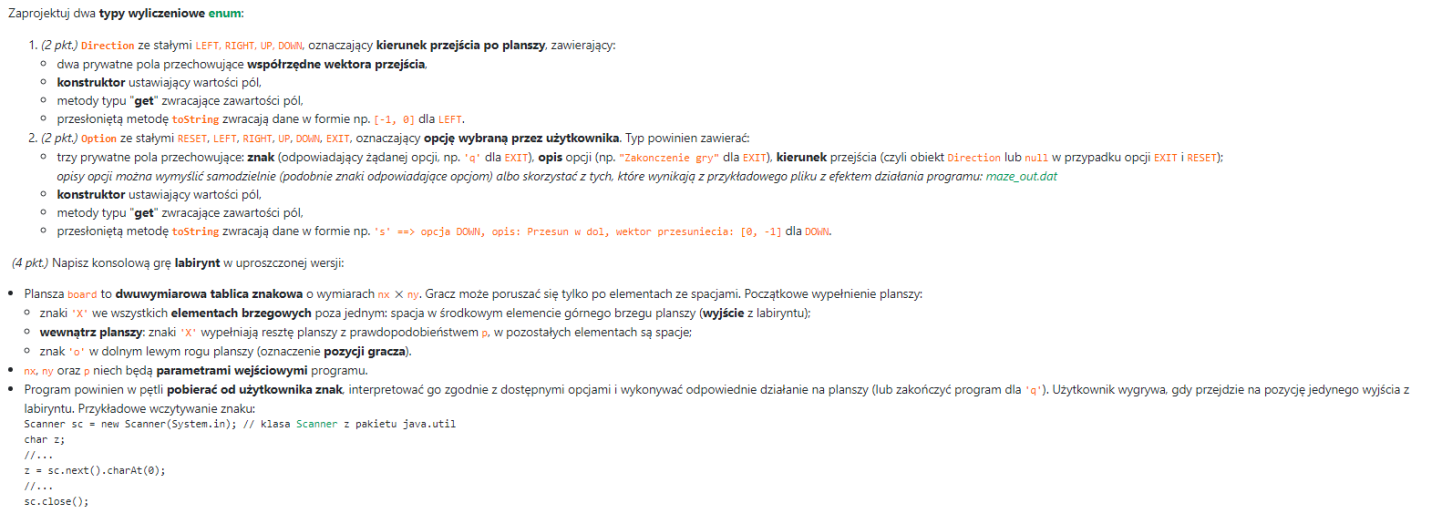 Zaprojektuj dwa typy wyliczeniowe enum:
1. (2 pkt.) Direction ze stałymi LEFT, RIGHT, UP, DOWN, oznaczający kierunek przejścia po planszy, zawierający:
dwa prywatne pola przechowujące współrzędne wektora przejścia,
konstruktor ustawiający wartości pól,
metody typu "get" zwracające zawartości pól,
przesłoniętą metodę toString zwracają dane w formie np. [-1, 0] dla LEFT.
2. (2 pkt.) Option ze stałymi RESET, LEFT, RIGHT, UP, DOWN, EXIT, oznaczający opcję wybraną przez użytkownika. Typ powinien zawierać:
trzy prywatne pola przechowujące: znak (odpowiadający żądanej opcji, np. 'q' dla EXIT), opis opcji (np. "Zakonczenie gry" dla EXIT), kierunek przejścia (czyli obiekt Direction lub null w przypadku opcji EXIT i RESET);
opisy opcji można wymyślić samodzielnie (podobnie znaki odpowiadające opcjom) albo skorzystać z tych, które wynikają z przykładowego pliku z efektem działania programu: maze_out.dat
konstruktor ustawiający wartości pól,
metody typu "get" zwracające zawartości pól,
przesłoniętą metodę toString zwracają dane w formie np. 's' ==> opcja DOWN, opis: Przesun w dol, wektor przesuniecia: [0, -1] dla DOWN.
(4 pkt.) Napisz konsolową grę labirynt w uproszczonej wersji:
Plansza board to dwuwymiarowa tablica znakowa o wymiarach nx × ny. Gracz może poruszać się tylko po elementach ze spacjami. Początkowe wypełnienie planszy:
znaki 'X' we wszystkich elementach brzegowych poza jednym: spacja w środkowym elemencie górnego brzegu planszy (wyjście z labiryntu);
wewnątrz planszy: znaki 'X' wypełniają resztę planszy z prawdopodobieństwem p, w pozostałych elementach są spacje;
znak 'o' w dolnym lewym rogu planszy (oznaczenie pozycji gracza).
nx, ny oraz p niech będą parametrami wejściowymi programu.
Program powinien w pętli pobierać od użytkownika znak, interpretować go zgodnie z dostępnymi opcjami i wykonywać odpowiednie działanie na planszy (lub zakończyć program dla 'q'). Użytkownik wygrywa, gdy przejdzie na pozycję jedynego wyjścia z
labiryntu. Przykładowe wczytywanie znaku:
Scanner sc = new Scanner(System.in); // klasa Scanner z pakietu java.util
char z;
//...
z = sc.next().charAt(0);
//...
sc.close();